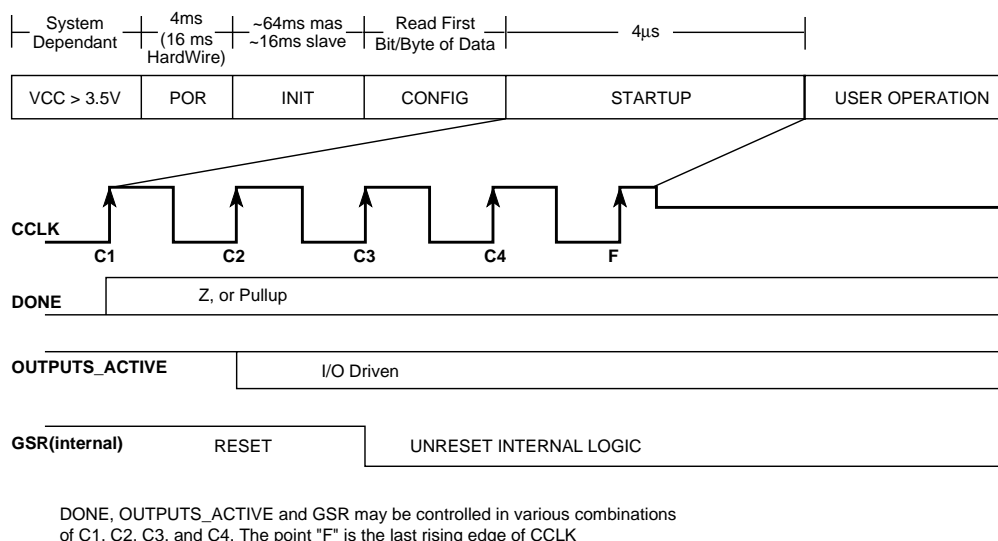 System
Dependant
4ms
(16 ms
HardWire)
~64ms mas
~16ms slave
Read First
Bit/Byte of Data
4µs
VCC > 3.5V
POR
INIT
CONFIG
STARTUP
USER OPERATION
CCLK
C1
C2
C3
C4
F
DONE
Z, or Pullup
OUTPUTS_ACTIVE
I/O Driven
GSR(internal)
RESET
UNRESET INTERNAL LOGIC
DONE, OUTPUTS_ACTIVE and GSR may be controlled in various combinations
of C1, C2, C3, and C4. The point "F" is the last rising edge of CCLK